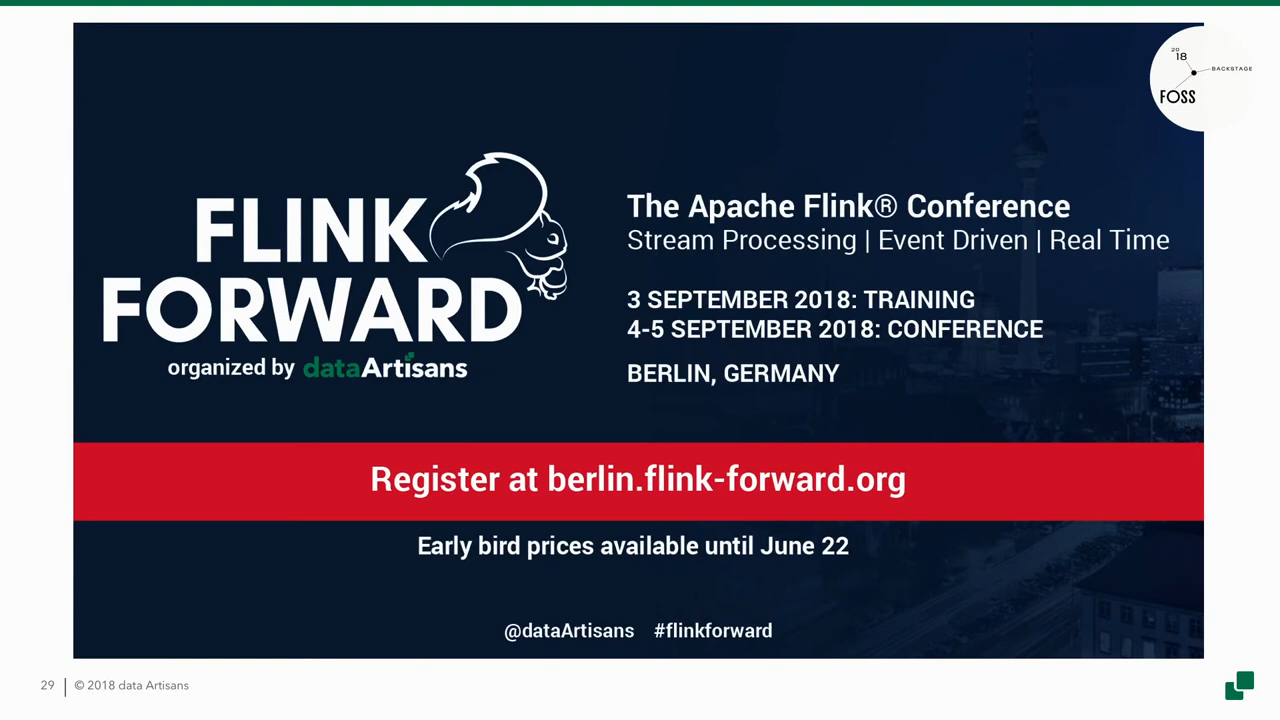 20
18
BACKSTAGE
FOSS
FLINK
FORWARD
organized by dataArtisans
The Apache Flink® Conference
Stream Processing | Event Driven | Real Time
3 SEPTEMBER 2018: TRAINING
4-5 SEPTEMBER 2018: CONFERENCE
BERLIN, GERMANY
Register at berlin.flink-forward.org
Early bird prices available until June 22
@dataArtisans #flinkforward
29 | © 2018 data Artisans